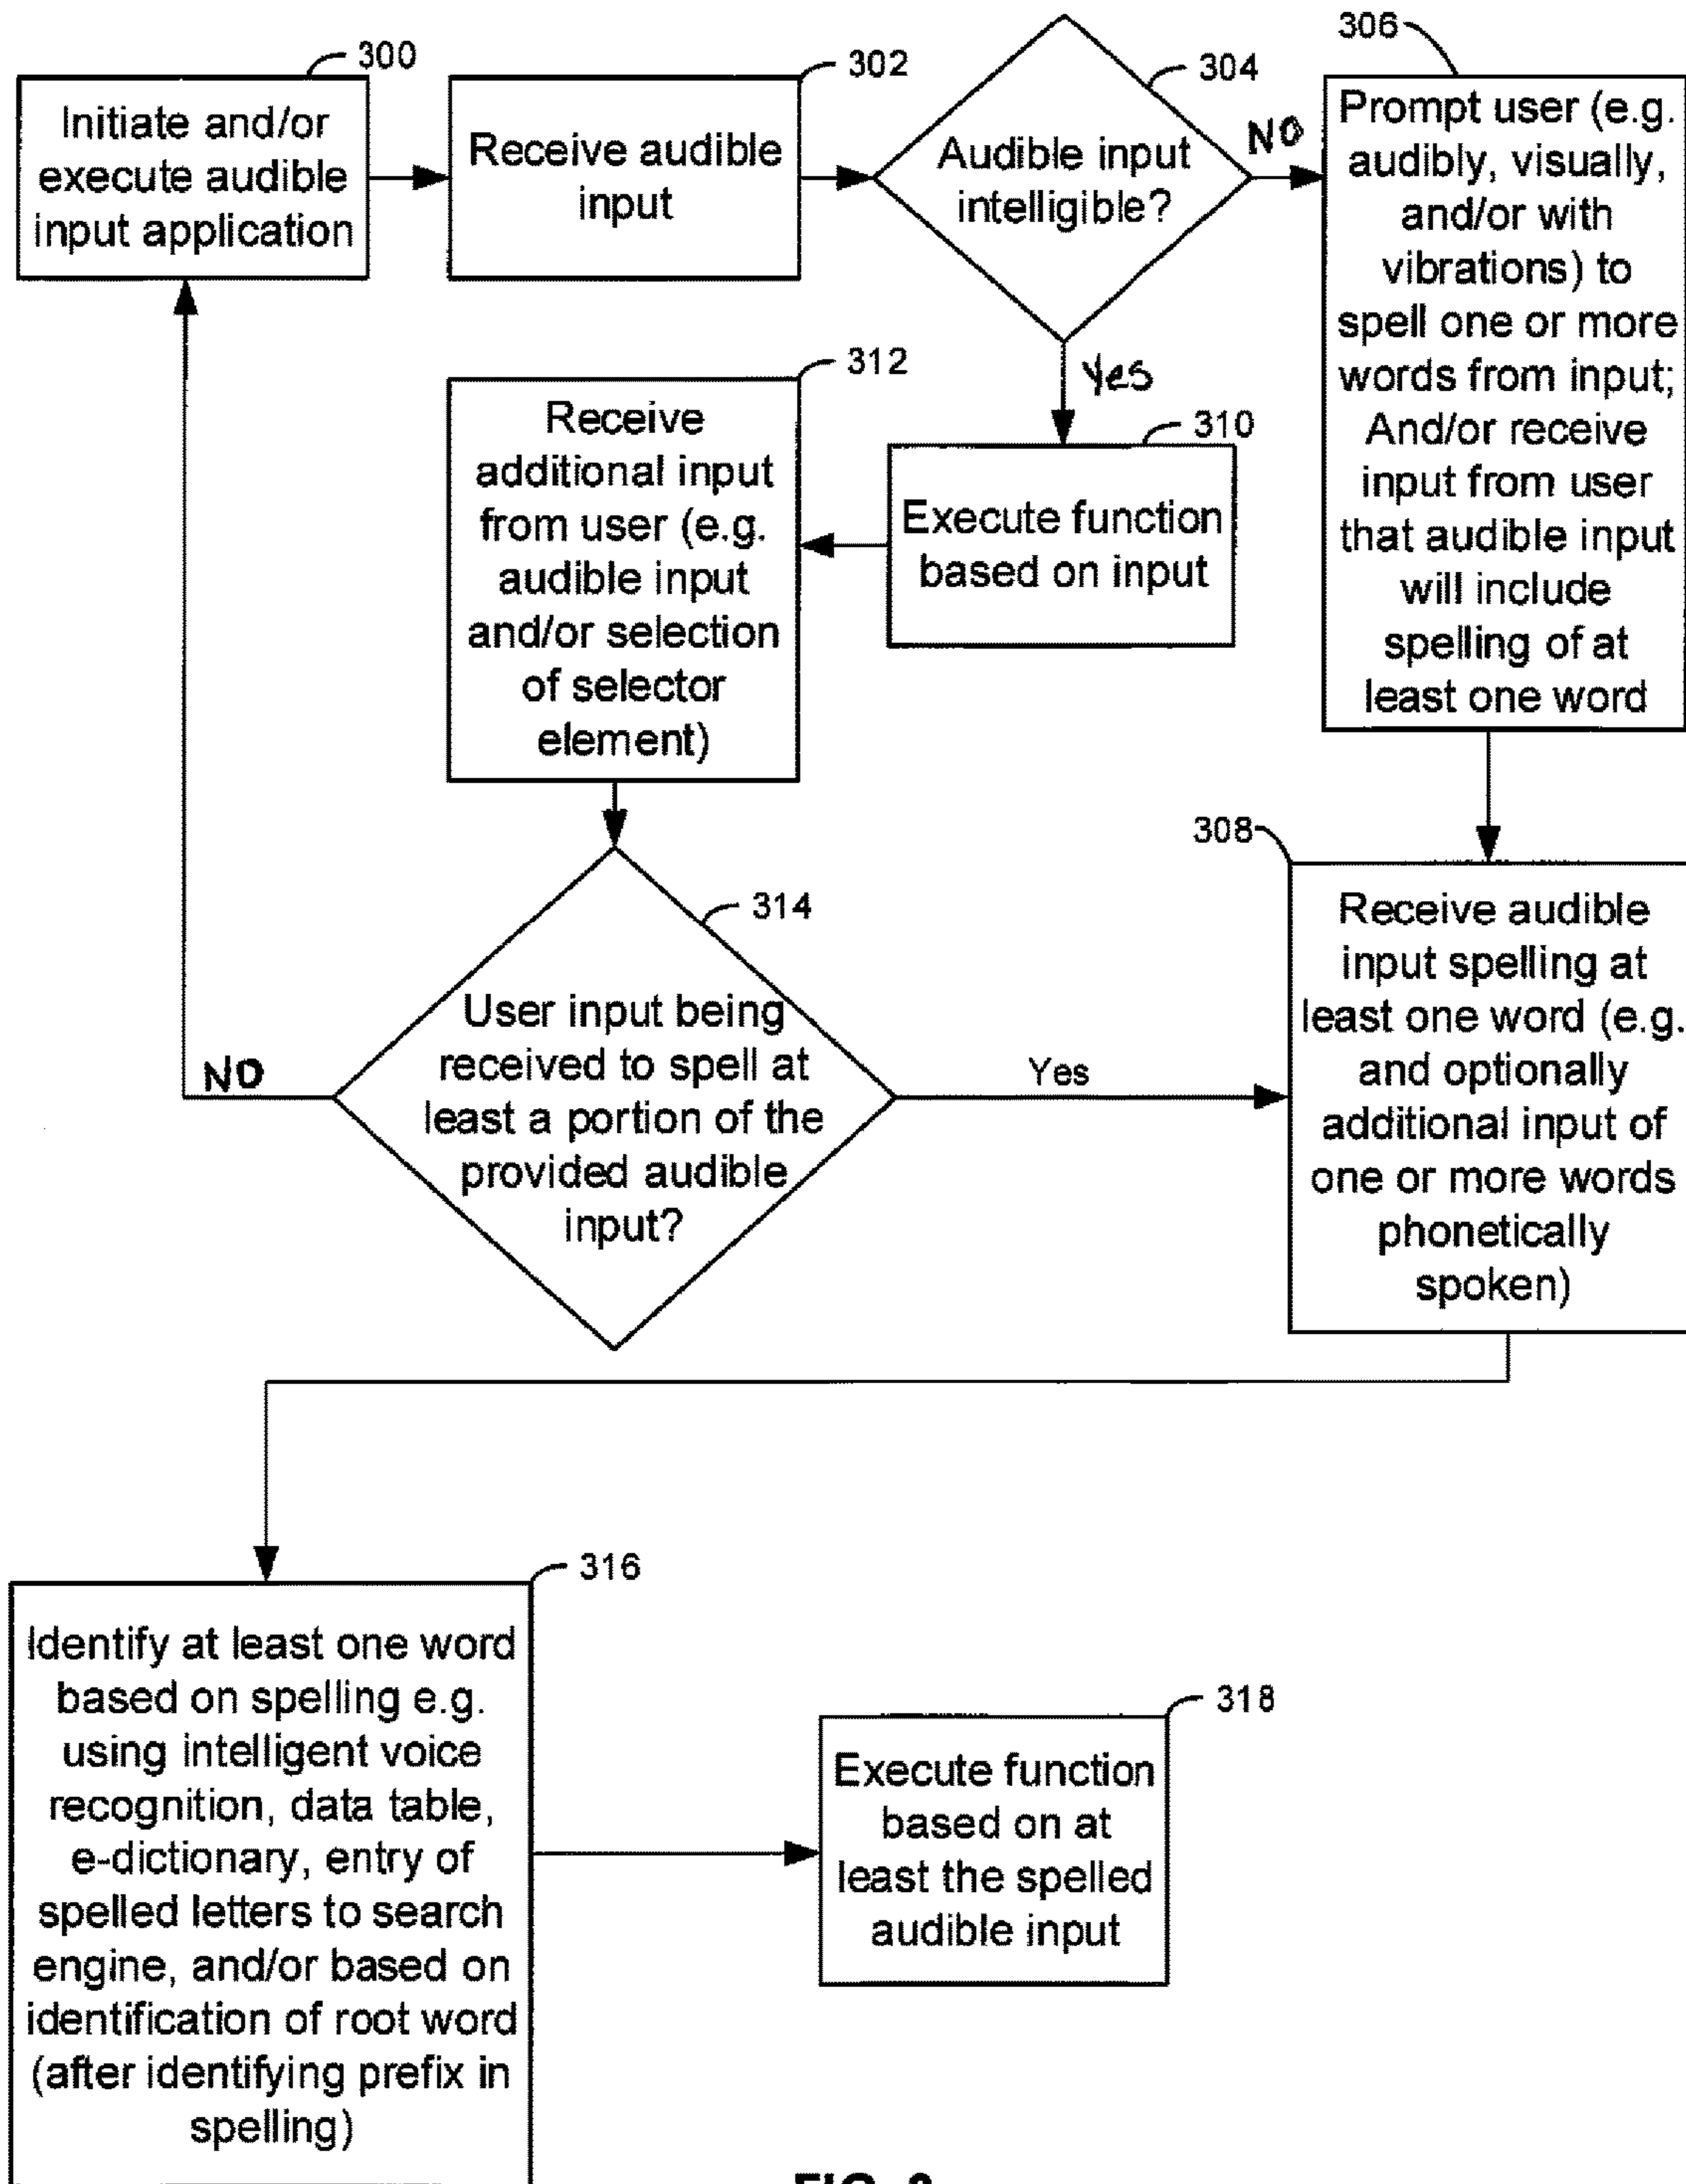 300
Initiate and/or
execute audible
input application
302
Receive audible
input
304
Audible input
intelligible?
NO
Yes
306
Prompt user (e.g.
audibly, visually,
and/or with
vibrations) to
spell one or more
words from input;
And/or receive
input from user
that audible input
will include
spelling of at
least one word
312
Receive
additional input
from user (e.g.
audible input
and/or selection
of selector
element)
310
Execute function
based on input
308
Receive audible
input spelling at
least one word (e.g.
and optionally
additional input of
one or more words
phonetically
spoken)
314
User input being
received to spell at
least a portion of the
provided audible
input?
NO
Yes
316
Identify at least one word
based on spelling e.g.
using intelligent voice
recognition, data table,
e-dictionary, entry of
spelled letters to search
engine, and/or based on
identification of root word
(after identifying prefix in
spelling)
318
Execute function
based on at
least the spelled
audible input